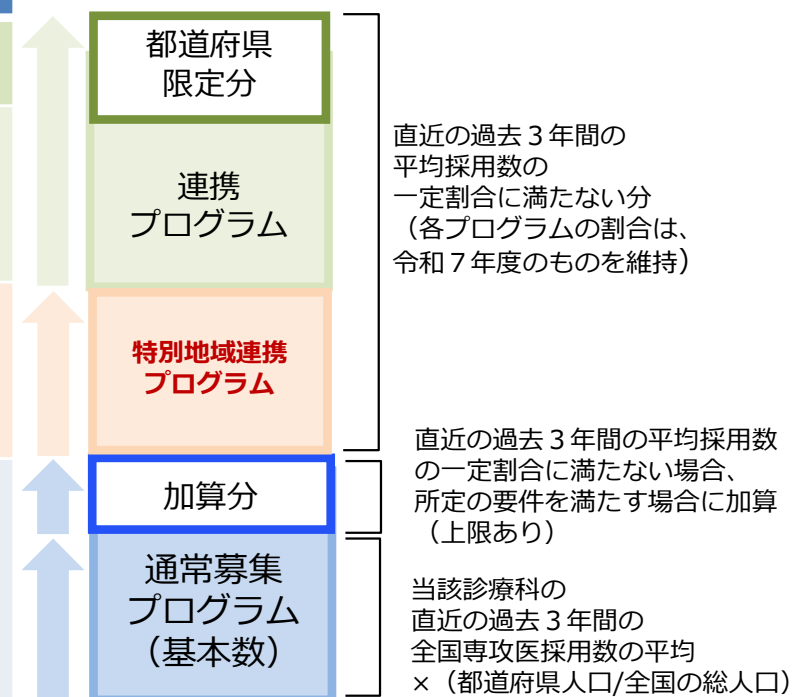 都道府県
限定分
連携
プログラム
直近の過去３年間の
平均採用数の
一定割合に満たない分
（各プログラムの割合は、
令和７年度のものを維持）
特別地域連携
プログラム
加算分
直近の過去３年間の平均採用数
の一定割合に満たない場合、
所定の要件を満たす場合に加算
（上限あり）
通常募集
プログラム
（基本数）
当該診療科の
直近の過去３年間の
全国専攻医採用数の平均
×（都道府県人口/全国の総人口）